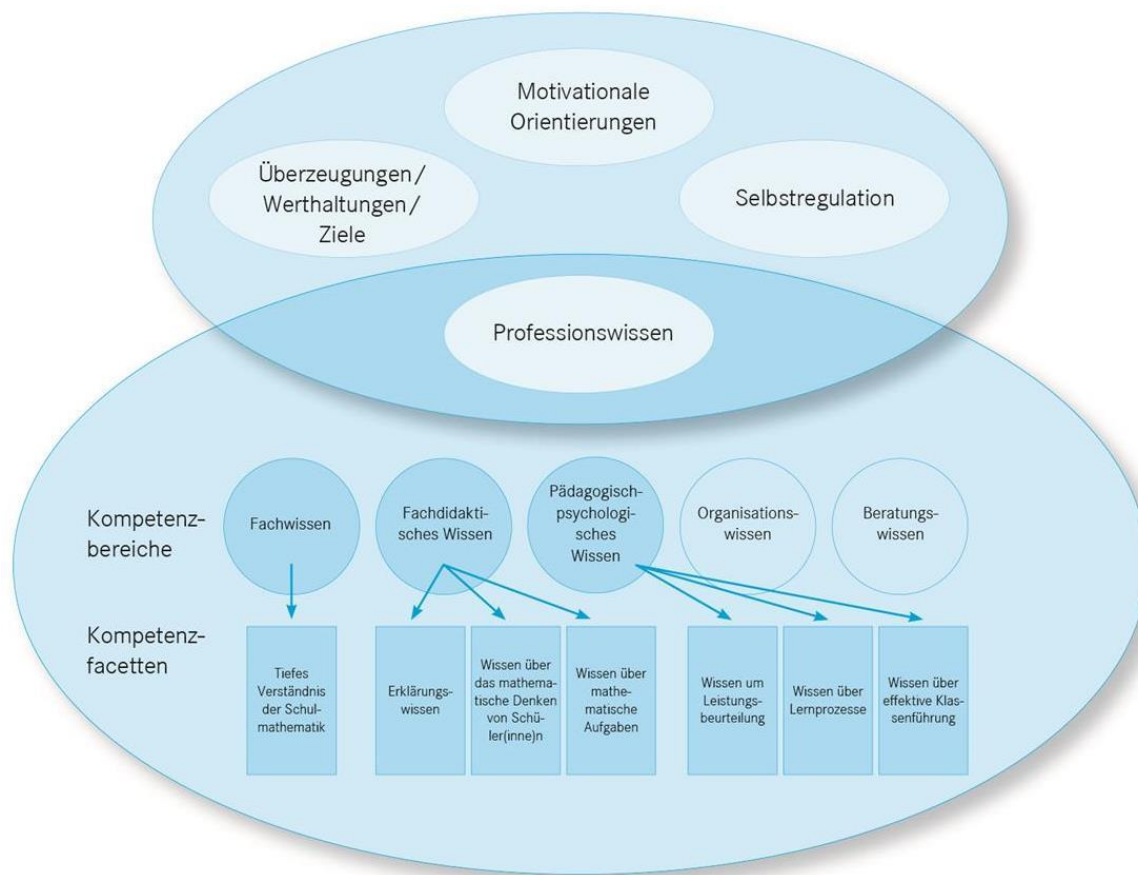 Motivationale
Orientierungen
Überzeugungen/
Werthaltungen/
Ziele
Selbstregulation
Professionswissen
Kompetenz-
bereiche
Fachwissen
Fachdidakti-
sches Wissen
Pädagogisch-
psychologi-
sches
Wissen
Organisations-
wissen
Beratungs-
wissen
Kompetenz-
facetten
Tiefes
Verständnis
der Schul-
mathematik
Erklärungs-
wissen
Wissen über
das mathema-
tische Denken
von Schü-
ler(inne)n
Wissen über
mathe-
matische
Aufgaben
Wissen um
Leistungs-
beurteilung
Wissen über
Lernprozesse
Wissen über
effektive Klas-
senführung